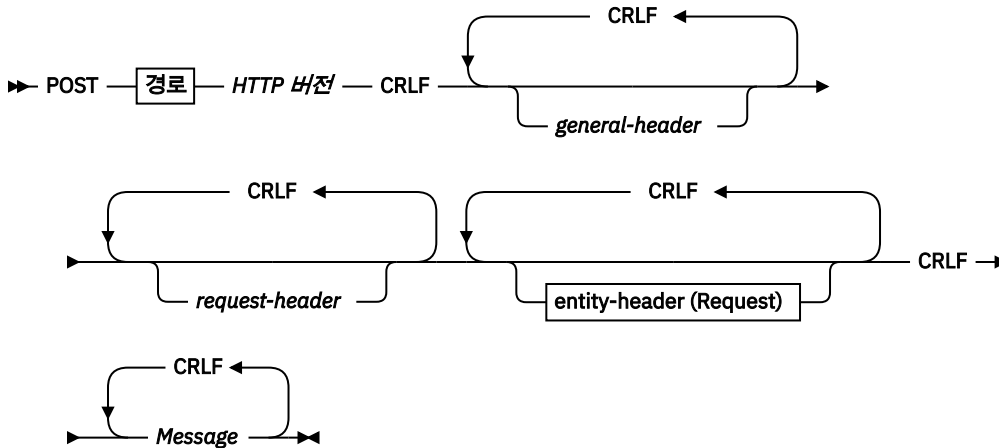 CRLF
POST 경로 HTTP 버전 CRLF
general-header
CRLF CRLF
CRLF
request-header entity-header (Request)
CRLF
Message